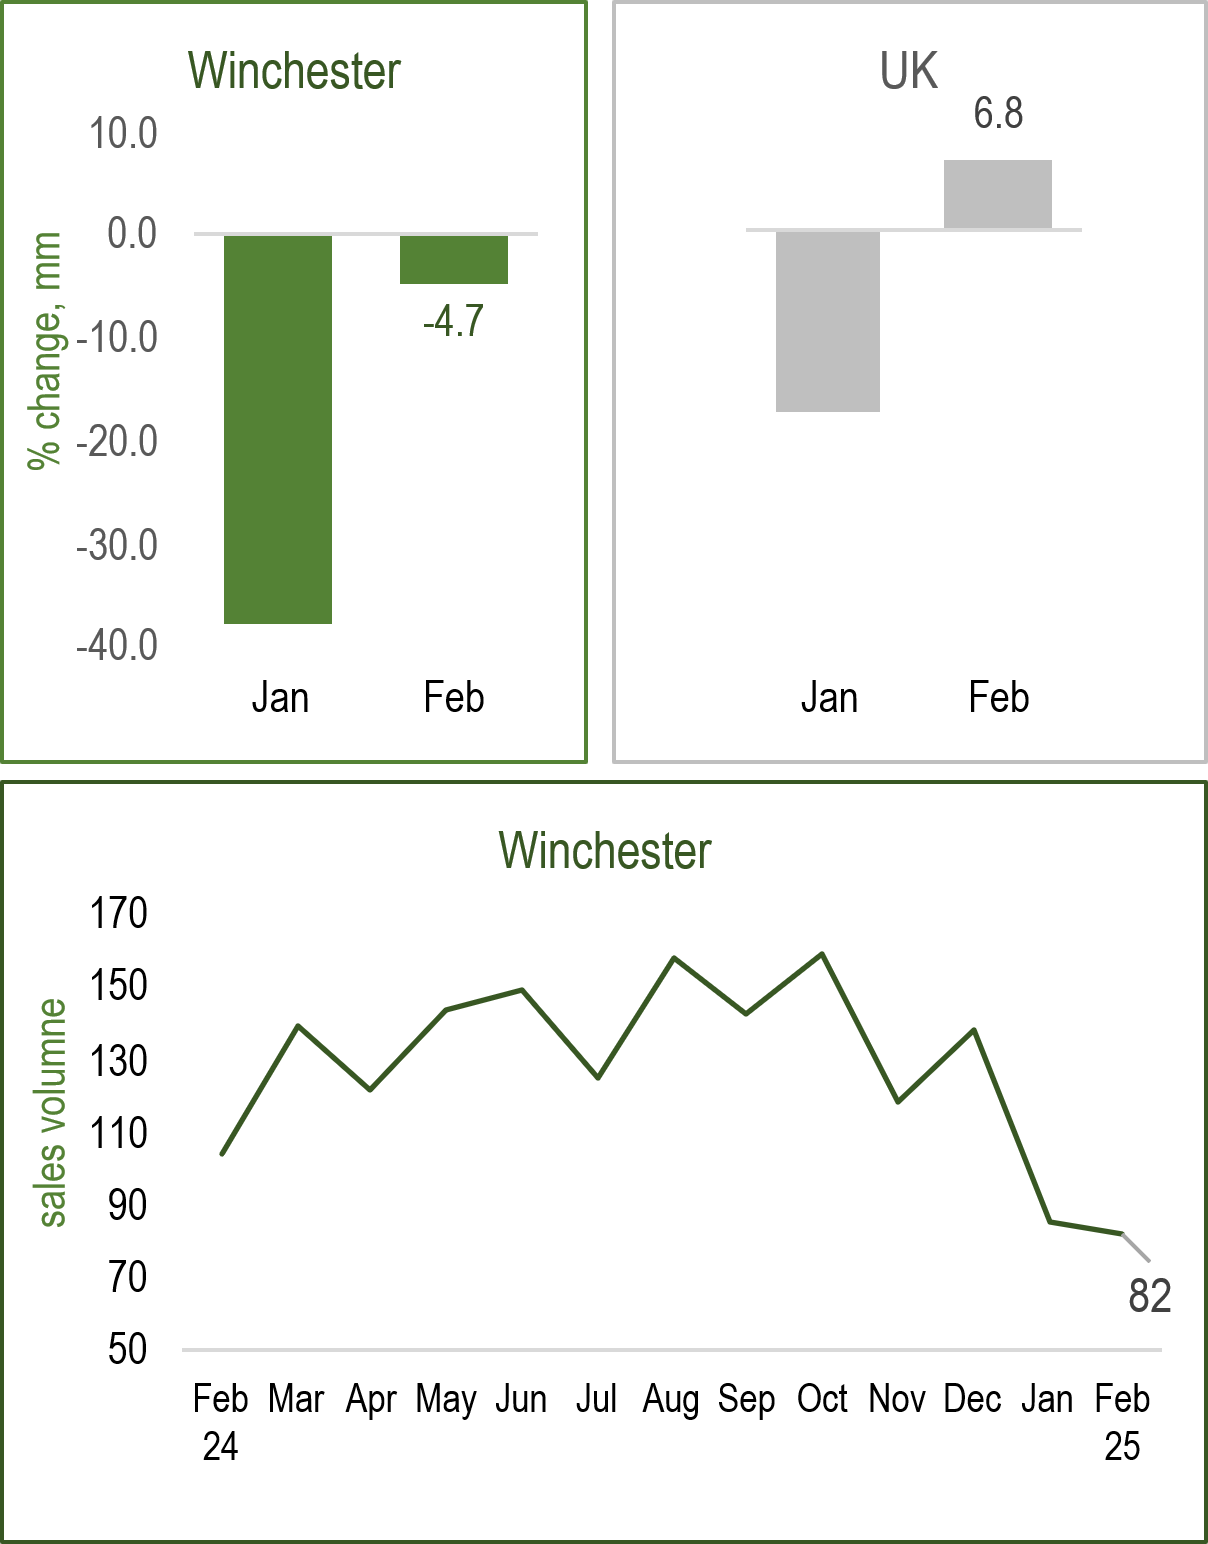 Winchester
10.0
0.0
-10.0
-20.0
-30.0
-40.0
% change, mm
-4.7
Jan Feb
UK
6.8
Jan Feb
Winchester
170
150
130
110
90
70
50
sales volumne
82
Feb Mar Apr May Jun Jul Aug Sep Oct Nov Dec Jan Feb
24 25